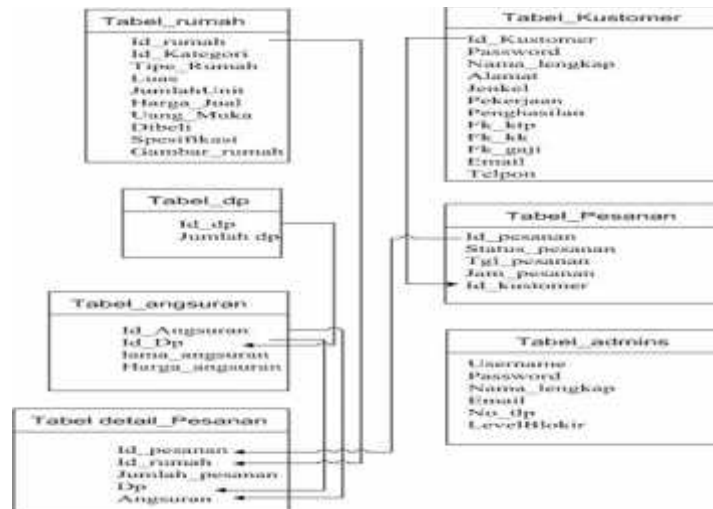 Tabel_rumah
Id_rumah
Id_Kategori
Tipe_Rumah
Luas
JumlahUnit
Harga_Jual
Uang_Muka
Dibeli
Spesifikasi
Gambar_rumah
Tabel_dp
Id_dp
Jumlah dp
Tabel_angsuran
Id_Angsuran
Id_Dp
lama_angsuran
Harga_angsuran
Tabel detail_Pesanan
Id_pesanan
Id_rumah
Jumlah_pesanan
Dp
Angsuran
Tabel_Kustomer
Id_Kustomer
Password
Nama_lengkap
Alamat
Jenkel
Pekerjaan
Penghasilan
Fk_ktp
Fk_kk
Fk_gaji
Email
Telpon
Tabel_Pesanan
Id_pesanan
Status_pesanan
Tgl_pesanan
Jam_pesanan
Id_kustomer
Tabel_admins
Username
Password
Nama_lengkap
Email
LevelBlokir